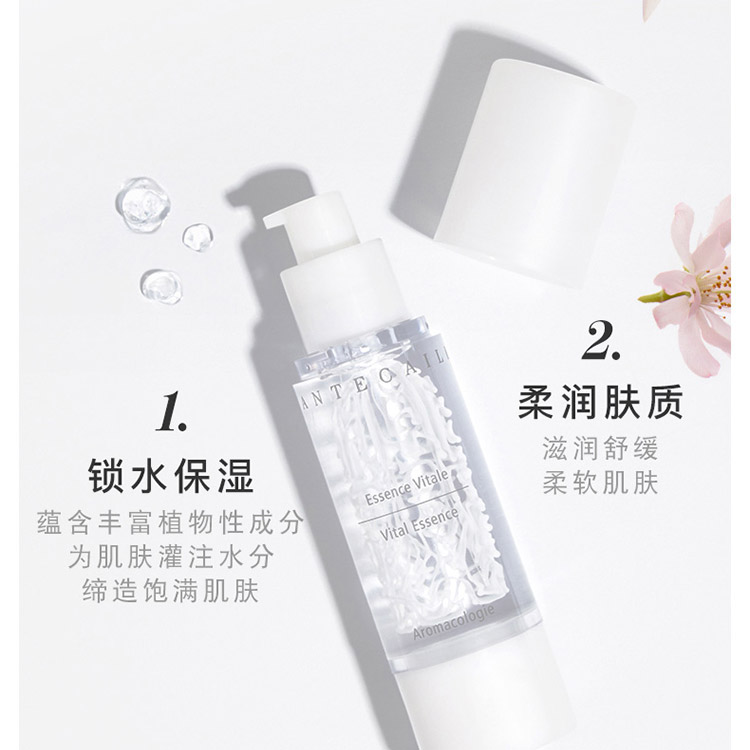 1.
锁水保湿
蕴含丰富植物性成分
为肌肤灌注水分
缔造饱满肌肤
2.
柔润肤质
滋润舒缓
柔软肌肤
ANTECAIL
Essence Vitale
Vital Essence
Aromacologie